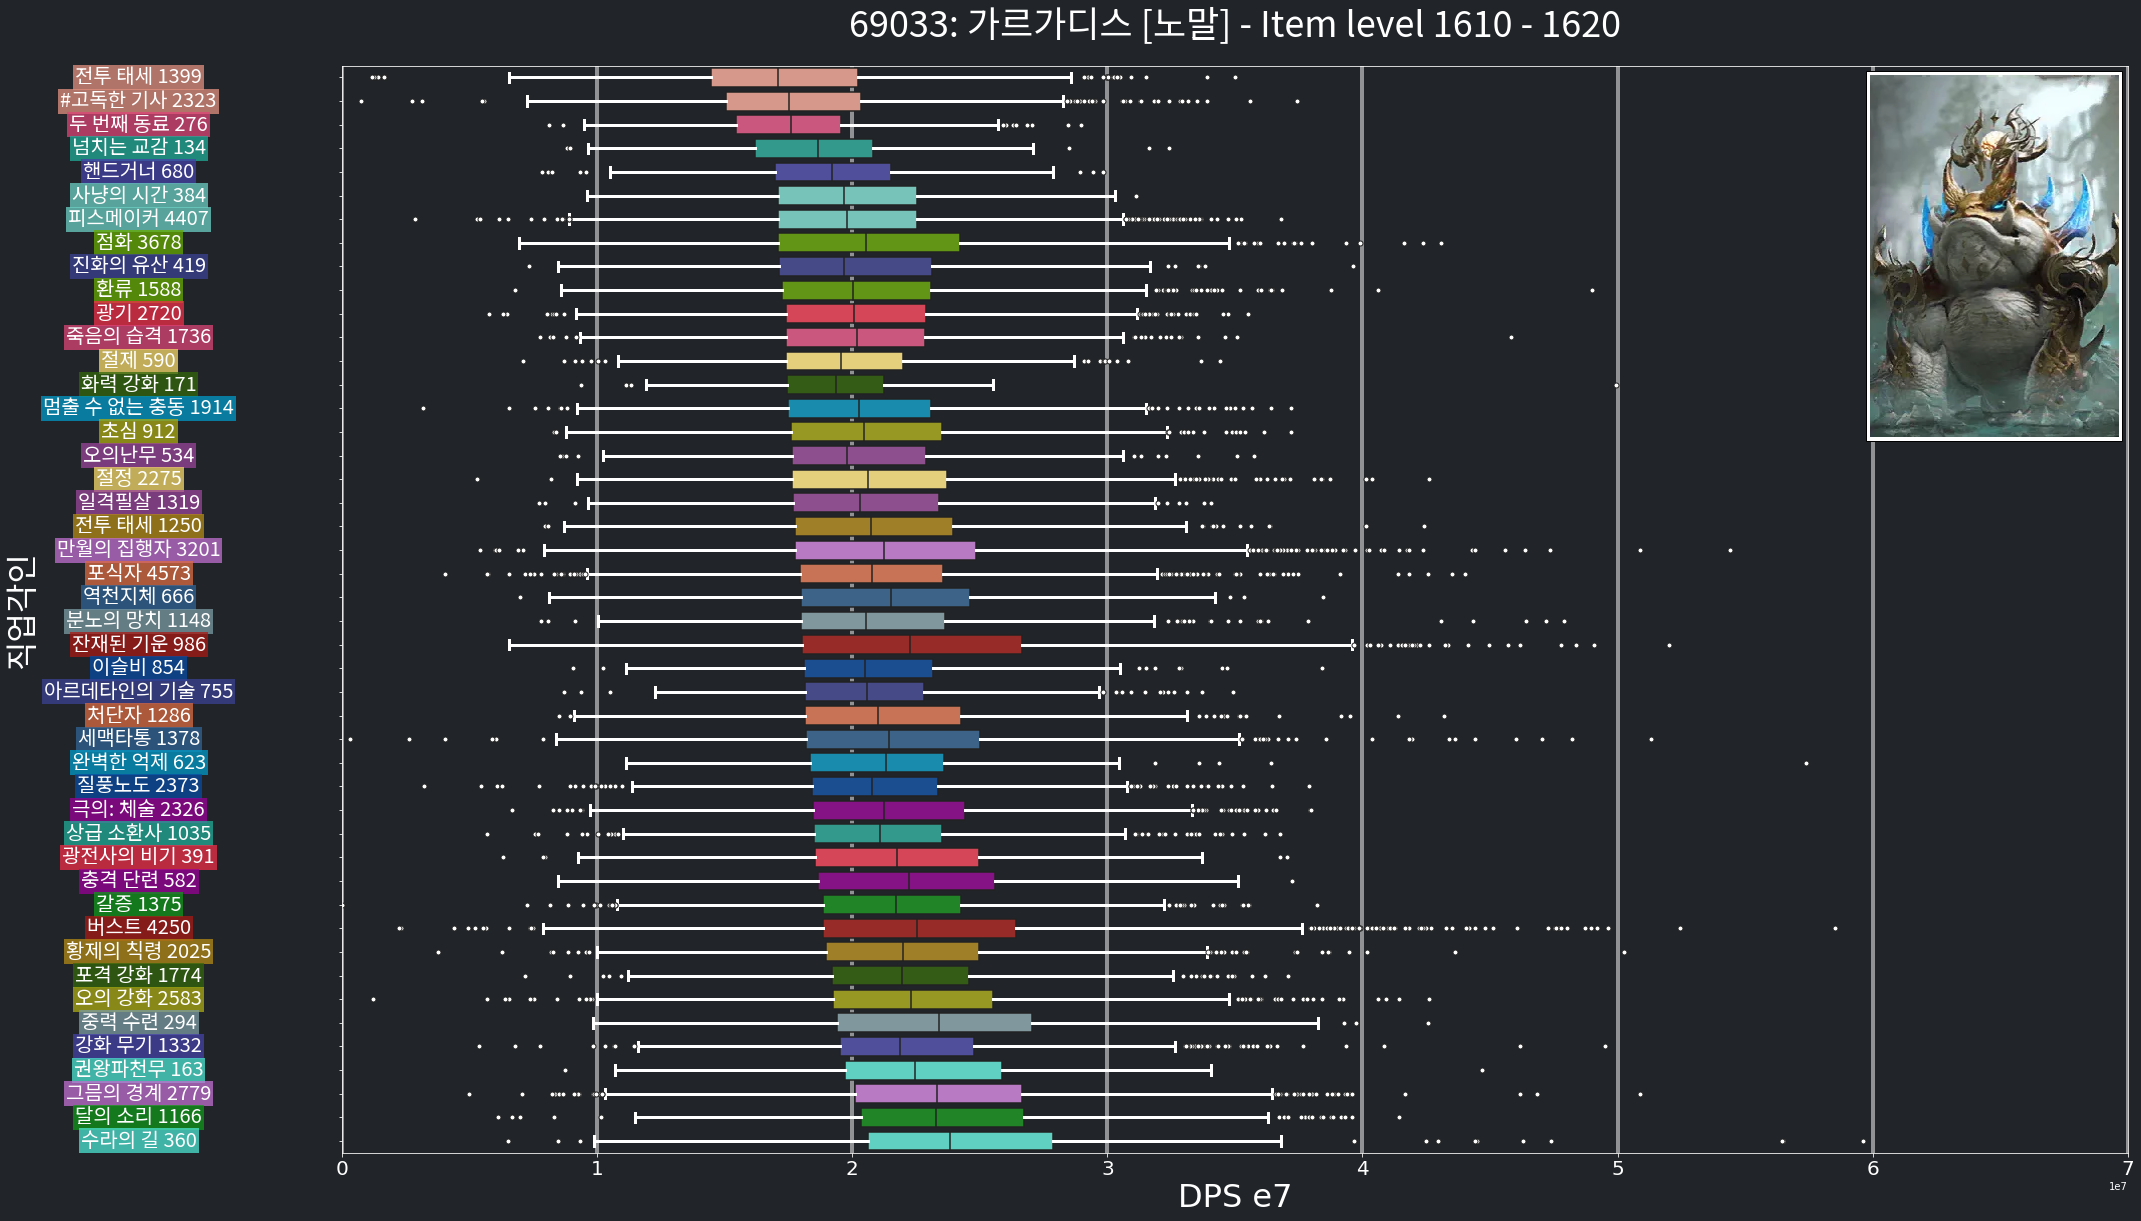 69033: 가르가디스 [노말] - Item level 1610 - 1620
직업각인
전투 태세 1399
#고독한 기사 2323
두 번째 동료 276
넘치는 교감 134
핸드거너 680
사냥의 시간 384
피스메이커 4407
점화 3678
진화의 유산 419
환류 1588
광기 2720
죽음의 습격 1736
절제 590
화력 강화 171
멈출 수 없는 충동 1914
초심 912
오의난무 534
절정 2275
일격필살 1319
전투 태세 1250
만월의 집행자 3201
포식자 4573
역천지체 666
분노의 망치 1148
잔재된 기운 986
이슬비 854
아르데타인의 기술 755
처단자 1286
세맥타통 1378
완벽한 억제 623
질풍노도 2373
극의: 체술 2326
상급 소환사 1035
광전사의 비기 391
충격 단련 582
갈증 1375
버스트 4250
황제의 칙령 2025
포격 강화 1774
오의 강화 2583
중력 수련 294
강화 무기 1332
권왕파천무 163
그믐의 경계 2779
달의 소리 1166
수라의 길 360
0 1 2 3 4 5 6 7
DPS e7
1e7